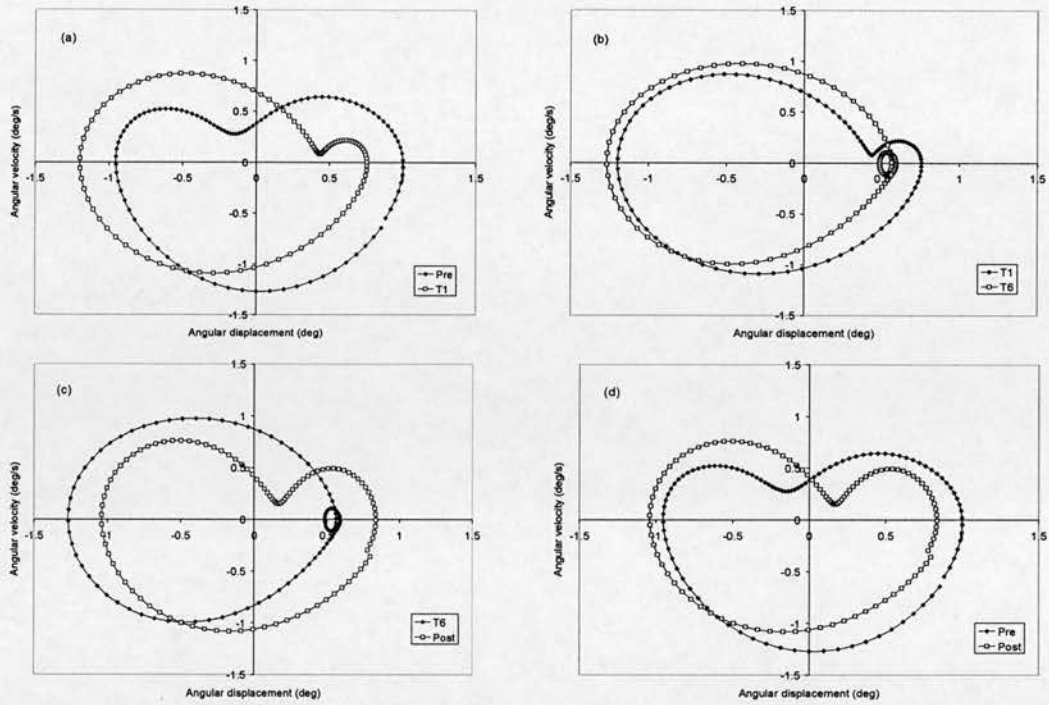 (a)
1.5
1
0.5
0
-1.5 -1 -0.5 0 0.5 1 1.5
-0.5
-1
-1.5
Angular velocity (deg/s)
Angular displacement (deg)
Pre
T1
(b)
1.5
1
0.5
0
-1.5 -1 -0.5 0 0.5 1 1.5
-0.5
-1
-1.5
Angular velocity (deg/s)
Angular displacement (deg)
T1
T6
(c)
1.5
1
0.5
0
-1.5 -1 -0.5 0 0.5 1 1.5
-0.5
-1
-1.5
Angular velocity (deg/s)
Angular displacement (deg)
T6
Post
(d)
1.5
1
0.5
0
-1.5 -1 -0.5 0 0.5 1 1.5
-0.5
-1
-1.5
Angular velocity (deg/s)
Angular displacement (deg)
Pre
Post